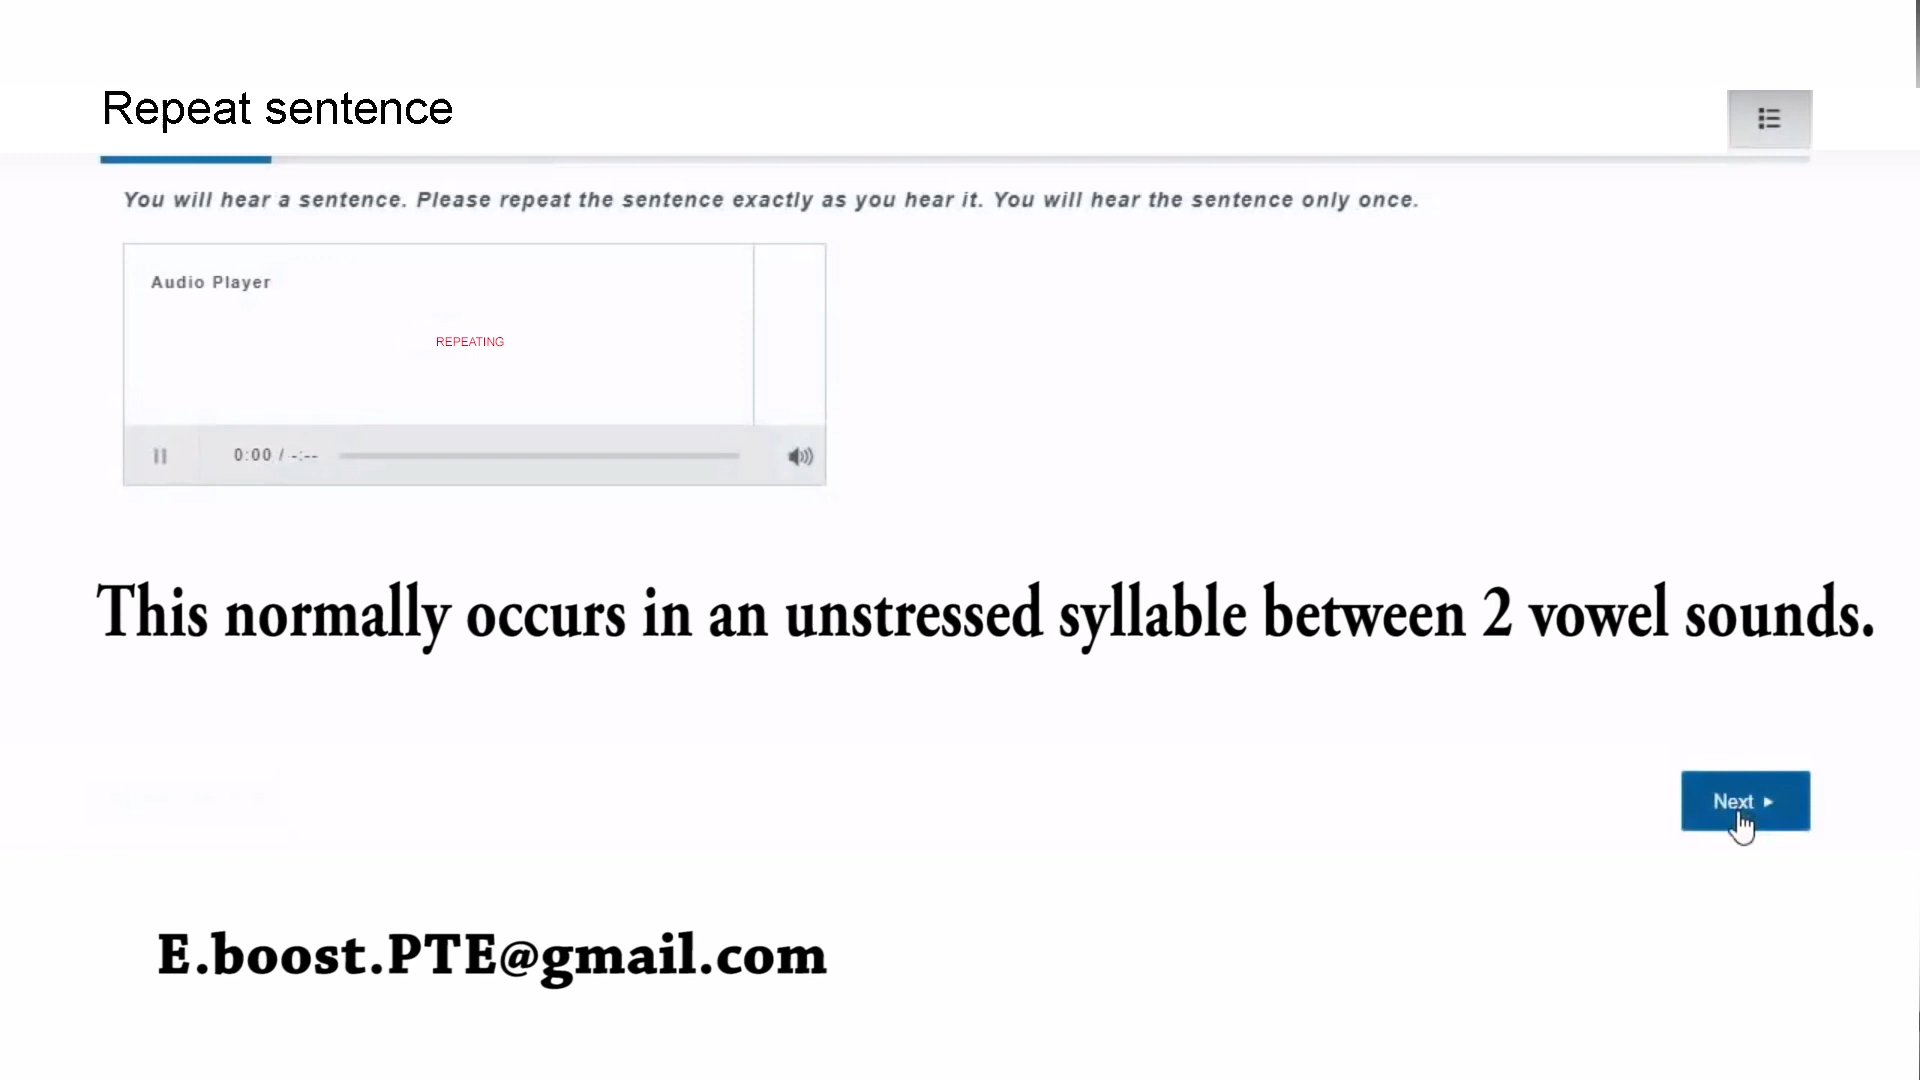 Repeat sentence
You will hear a sentence. Please repeat the sentence exactly as you hear it. You will hear the sentence only once.
Audio Player
REPEATING
0:00 / -:--
This normally occurs in an unstressed syllable between 2 vowel sounds.
Next
E.boost.PTE@gmail.com